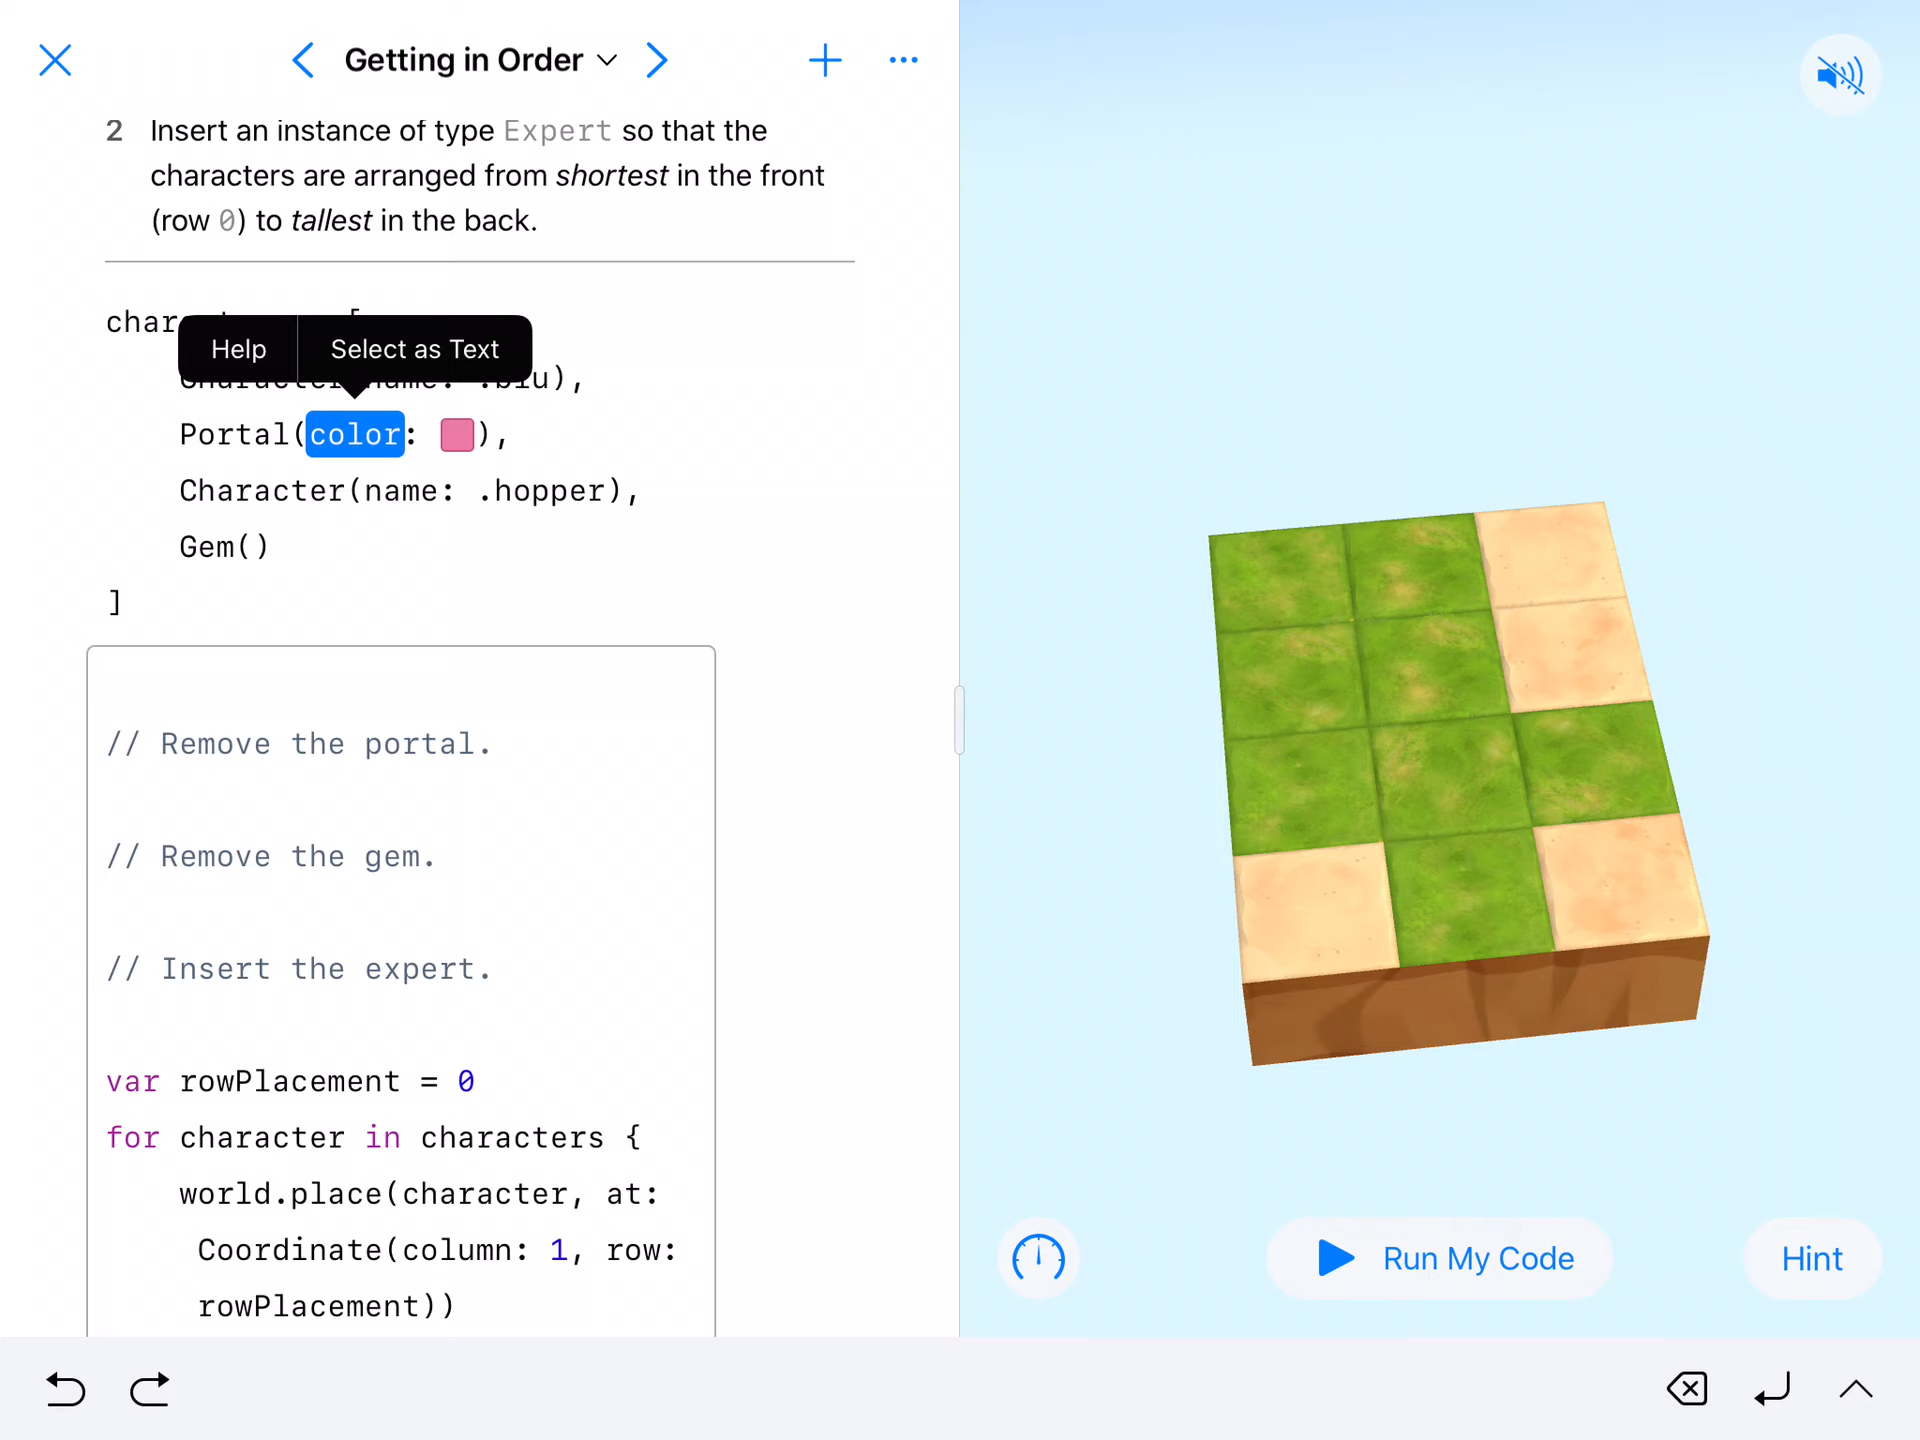 Getting in Order
2 Insert an instance of type Expert so that the
characters are arranged from shortest in the front
(row 0) to tallest in the back.
Help Select as Text
Portal(color: ),
Character(name: .hopper),
Gem()
]
// Remove the portal.
// Remove the gem.
// Insert the expert.
var rowPlacement = 0
for character in characters {
world.place(character, at:
Coordinate(column: 1, row:
rowPlacement))
Run My Code
Hint